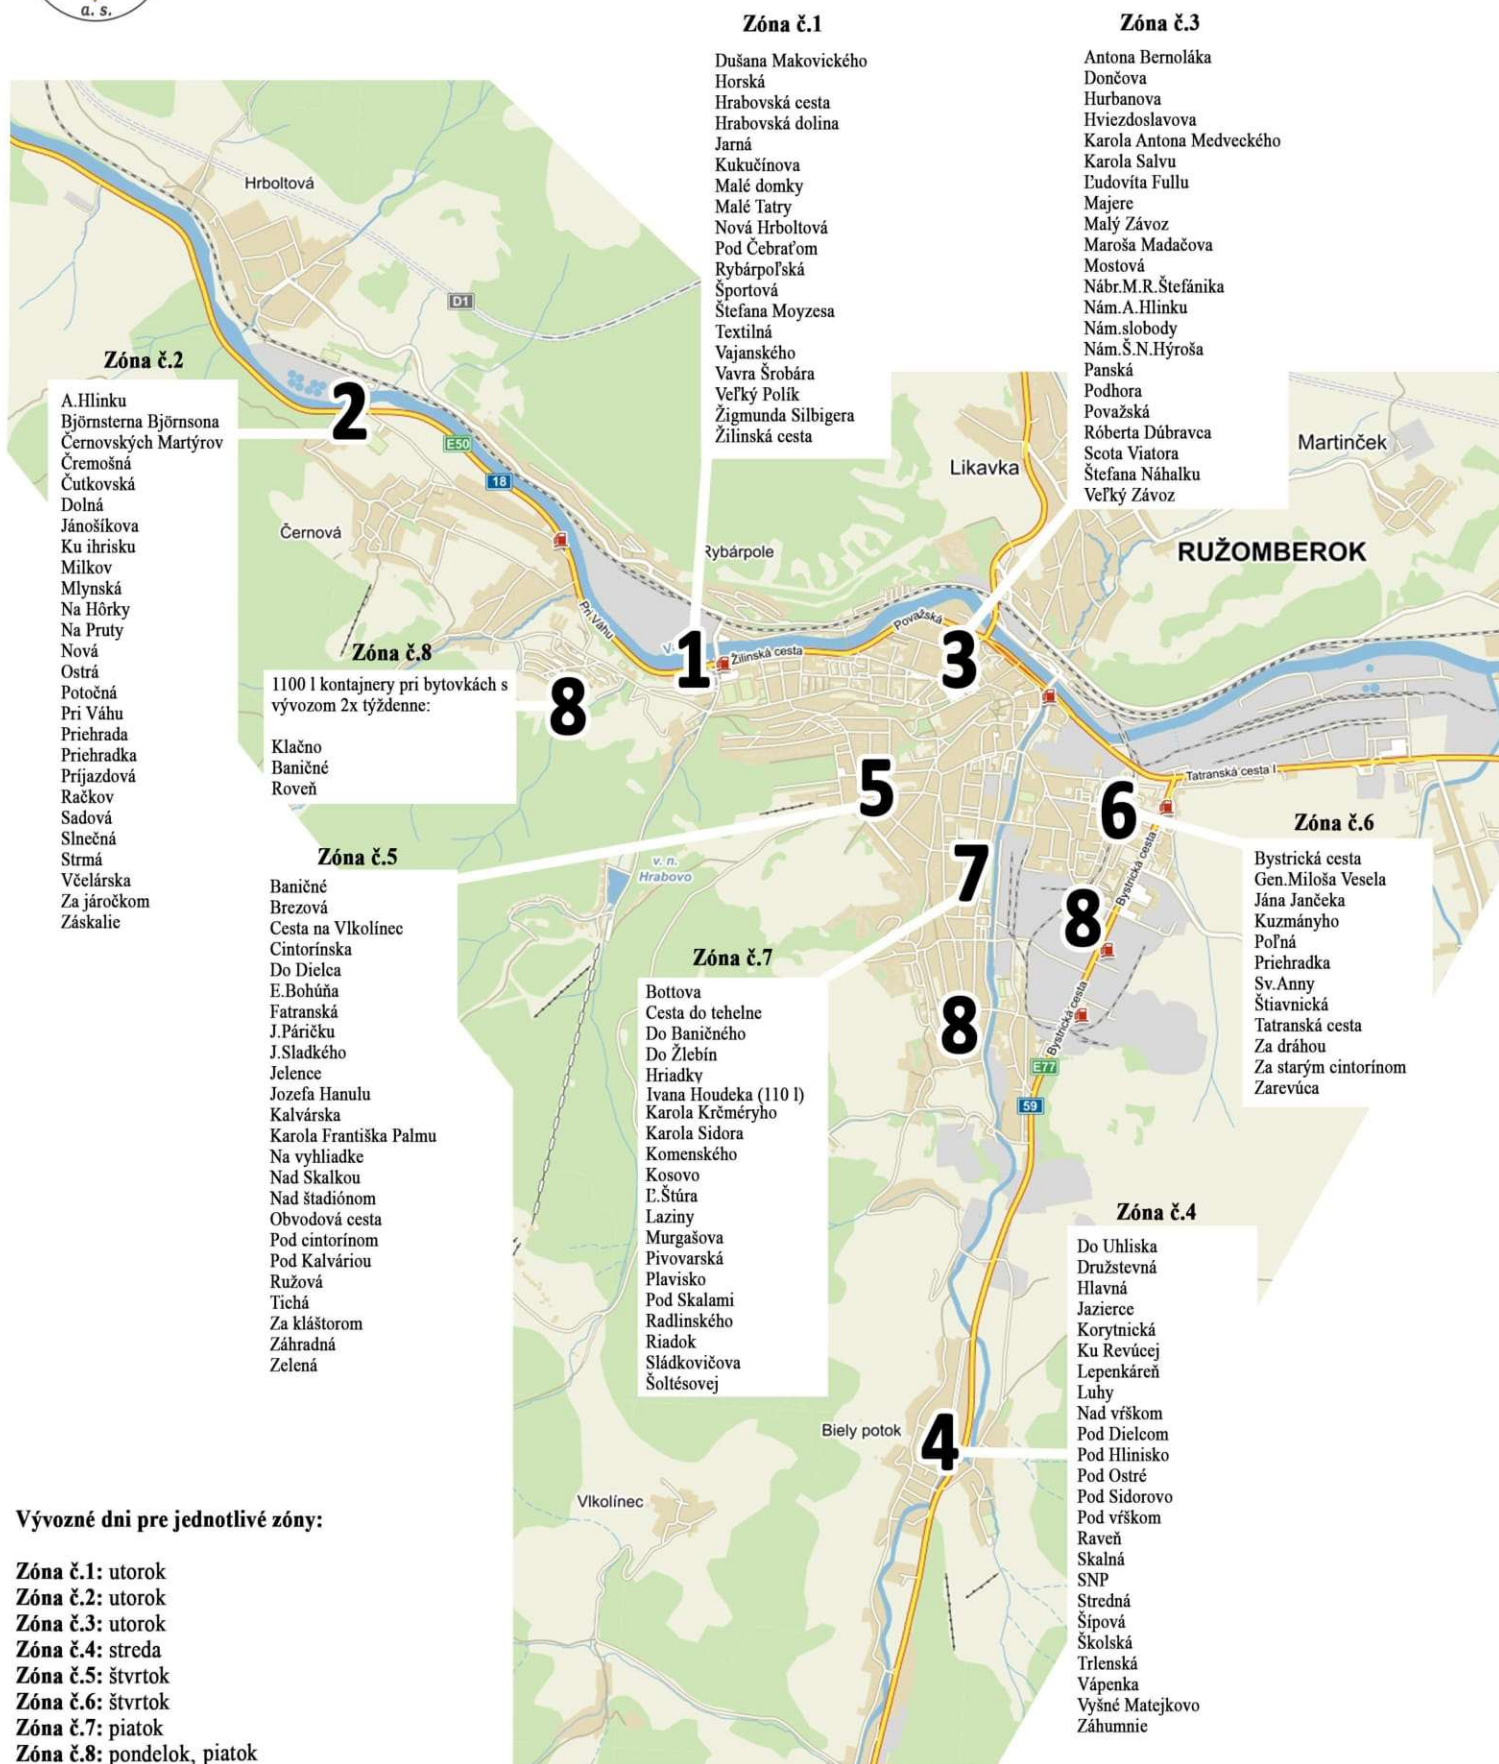 a. s.
Zóna č.1
Dušana Makovického
Horská
Hrabovská cesta
Hrabovská dolina
Jarná
Kukučínova
Malé domky
Malé Tatry
Nová Hrboltová
Pod Čebraťom
Rybárpoľská
Športová
Štefana Moyzesa
Textilná
Vajanského
Vavra Šrobára
Veľký Polík
Žigmunda Silbigera
Žilinská cesta
Zóna č.3
Antona Bernoláka
Dončova
Hurbanova
Hviezdoslavova
Karola Antona Medveckého
Karola Salvu
Ľudovíta Fullu
Majere
Malý Závoz
Maroša Madačova
Mostová
Nábr.M.R.Štefánika
Nám.A.Hlinku
Nám.slobody
Nám.Š.N.Hýroša
Panská
Podhora
Považská
Róberta Dúbravca
Scota Viatora
Štefana Náhalku
Veľký Závoz
Hrboltová
D1
Zóna č.2
A.Hlinku
Björnsterna Björnsona
Černovských Martýrov
Čremošná
Čutkovská
Dolná
Jánošíkova
Ku ihrisku
Milkov
Mlynská
Na Hôrky
Na Pruty
Nová
Ostrá
Potočná
Pri Váhu
Priehrada
Priehradka
Príjazdová
Račkov
Sadová
Slnečná
Strmá
Včelárska
Za járočkom
Záskalie
2
E50
18
Černová
Likavka
Martinček
Rybárpole
RUŽOMBEROK
Pri Váhu
1
Žilinská cesta
Považská
3
Zóna č.8
1100 l kontajnery pri bytovkách s
vývozom 2x týždenne:
Klačno
Baničné
Roveň
8
5
6
Tatranská cesta I
Zóna č.6
Bystrická cesta
Gen.Miloša Vesela
Jána Jančeka
Kuzmányho
Poľná
Priehradka
Sv.Anny
Štiavnická
Tatranská cesta
Za dráhou
Za starým cintorínom
Zarevúca
Zóna č.5
Baničné
Brezová
Cesta na Vlkolínec
Cintorínska
Do Dielca
E.Bohúňa
Fatranská
J.Páričku
J.Sladkého
Jelence
Jozefa Hanulu
Kalvárska
Karola Františka Palmu
Na vyhliadke
Nad Skalkou
Nad štadiónom
Obvodová cesta
Pod cintorínom
Pod Kalváriou
Ružová
Tichá
Za kláštorom
Záhradná
Zelená
v. n.
Hrabovo
7
Bystrická cesta
8
Zóna č.7
Bottova
Cesta do tehelne
Do Baničného
Do Žlebín
Hriadky
Ivana Houdeka (110 l)
Karola Krčméryho
Karola Sidora
Komenského
Kosovo
Ľ.Štúra
Laziny
Murgašova
Pivovarská
Plavisko
Pod Skalami
Radlinského
Riadok
Sládkovičova
Šoltésovej
8
Bystrická cesta
E77
59
Zóna č.4
Do Uhliska
Družstevná
Hlavná
Jazierce
Korytnická
Ku Revúcej
Lepenkáreň
Luhy
Nad vŕškom
Pod Dielcom
Pod Hlinisko
Pod Ostré
Pod Sidorovo
Pod vŕškom
Raveň
Skalná
SNP
Stredná
Šípová
Školská
Trlenská
Vápenka
Vyšné Matejkovo
Záhumnie
Biely potok
4
Vlkolínec
Vývozné dni pre jednotlivé zóny:
Zóna č.1: utorok
Zóna č.2: utorok
Zóna č.3: utorok
Zóna č.4: streda
Zóna č.5: štvrtok
Zóna č.6: štvrtok
Zóna č.7: piatok
Zóna č.8: pondelok, piatok